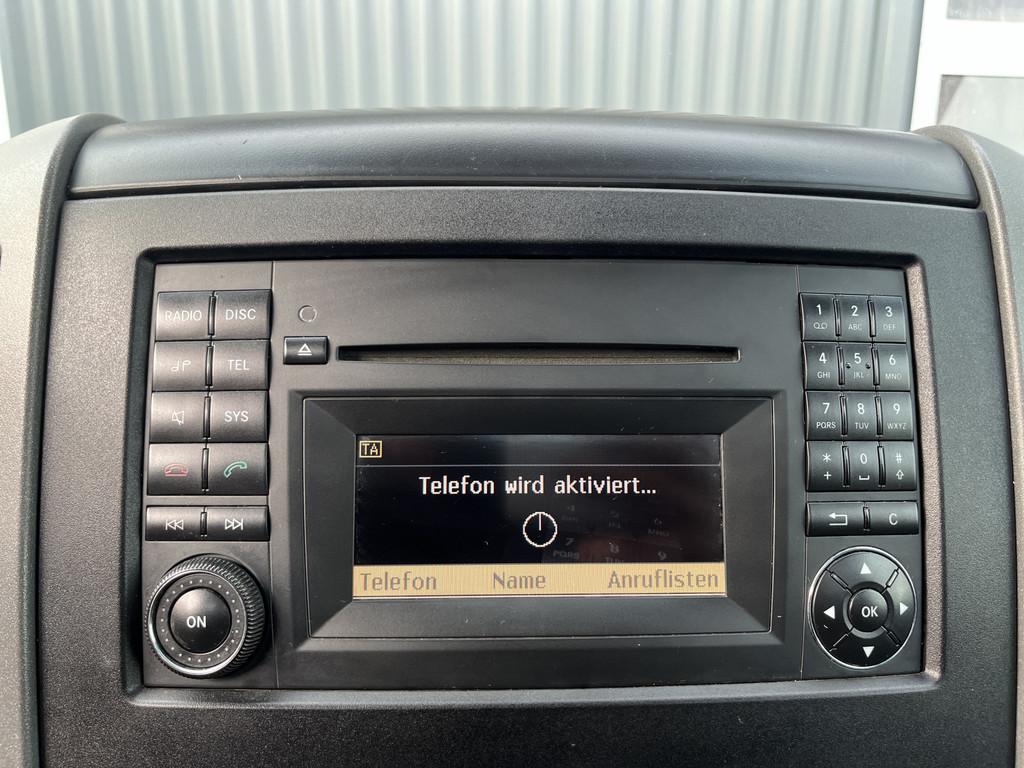 RADIO DISC
TEL
SYS
ON
TA
Telefon wird aktiviert...
Telefon Name Anruflisten
1 2 3
ABC DEF
4 5 6
GHI JKL MNO
7 8 9
PQRS TUV WXYZ
* 0 #
+
C
OK